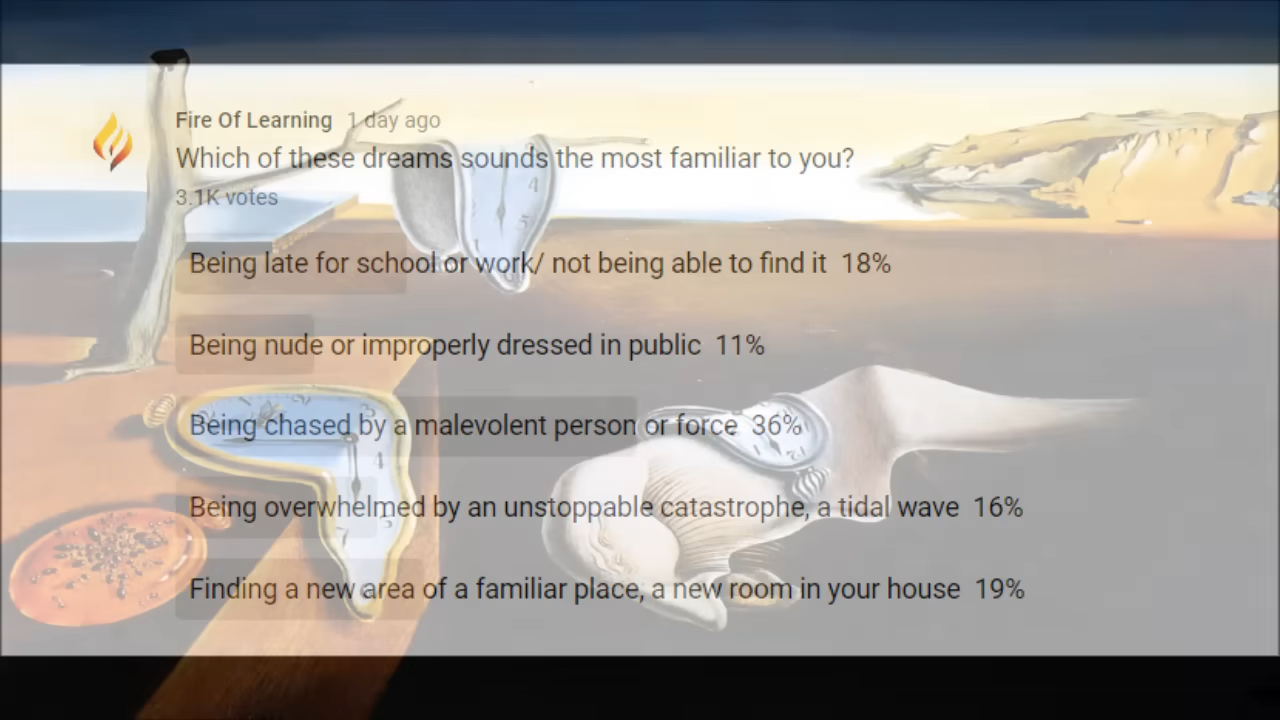 Fire Of Learning 1 day ago
Which of these dreams sounds the most familiar to you?
3.1K votes
Being late for school or work/ not being able to find it 18%
Being nude or improperly dressed in public 11%
Being chased by a malevolent person or force 36%
Being overwhelmed by an unstoppable catastrophe, a tidal wave 16%
Finding a new area of a familiar place, a new room in your house 19%